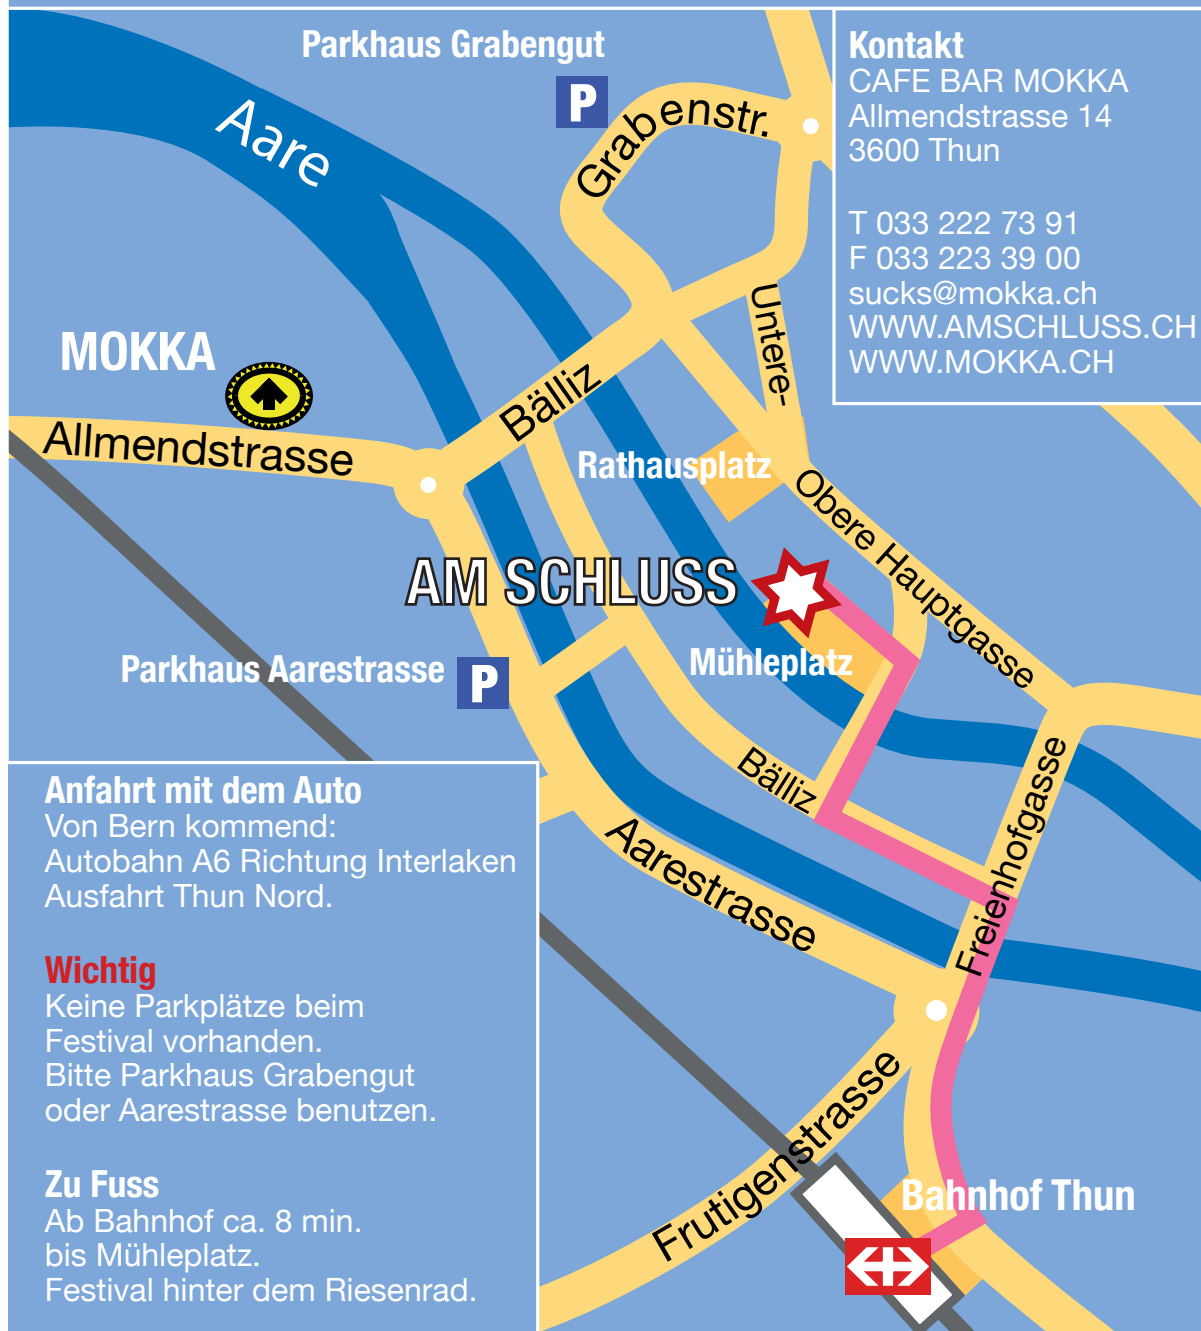 Parkhaus Grabengut
P
Kontakt
CAFE BAR MOKKA
Allmendstrasse 14
3600 Thun
T 033 222 73 91
F 033 223 39 00
sucks@mokka.ch
WWW.AMSCHLUSS.CH
WWW.MOKKA.CH
Aare
Grabenstr.
Untere-
MOKKA
Bälliz
Allmendstrasse
Rathausplatz
Obere Hauptgasse
AM SCHLUSS
Mühleplatz
Parkhaus Aarestrasse
P
Bälliz
Freienhofgasse
Aarestrasse
Frutigenstrasse
Bahnhof Thun
Anfahrt mit dem Auto
Von Bern kommend:
Autobahn A6 Richtung Interlaken
Ausfahrt Thun Nord.
Wichtig
Keine Parkplätze beim
Festival vorhanden.
Bitte Parkhaus Grabengut
oder Aarestrasse benutzen.
Zu Fuss
Ab Bahnhof ca. 8 min.
bis Mühleplatz.
Festival hinter dem Riesenrad.